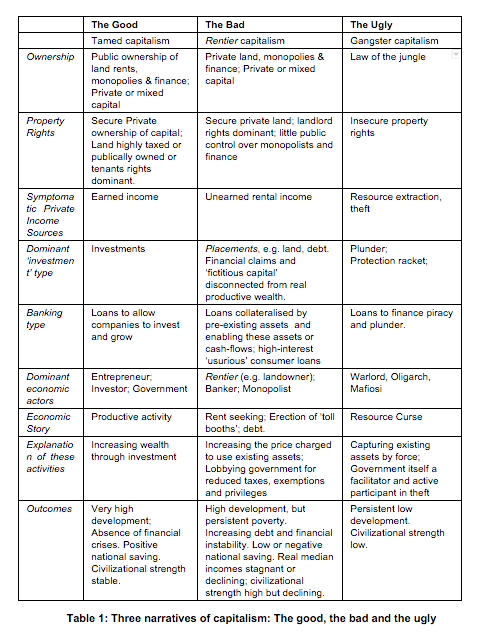 The Good The Bad The Ugly
Tamed capitalism Rentier capitalism Gangster capitalism
Ownership
Public ownership of
land rents,
monopolies & finance;
Private or mixed
capital
Private land, monopolies &
finance; Private or mixed
capital
Law of the jungle
Property
Rights
Secure Private
ownership of capital;
Land highly taxed or
publically owned or
tenants rights
dominant.
Secure private land; landlord
rights dominant; little public
control over monopolists and
finance
Insecure property
rights
Symptoma
tic Private
Income
Sources
Earned income
Unearned rental income
Resource extraction,
theft
Dominant
'investmen
t' type
Investments
Placements, e.g. land, debt.
Financial claims and
'fictitious capital'
disconnected from real
productive wealth.
Plunder;
Protection racket;
Banking
type
Loans to allow
companies to invest
and grow
Loans collateralised by
pre-existing assets and
enabling these assets or
cash-flows; high-interest
'usurious' consumer loans
Loans to finance piracy
and plunder.
Dominant
economic
actors
Entrepreneur;
Investor; Government
Rentier (e.g. landowner);
Banker; Monopolist
Warlord, Oligarch,
Mafiosi
Economic
Story
Productive activity
Rent seeking; Erection of 'toll
booths'; debt.
Resource Curse
Explanatio
n of these
activities
Increasing wealth
through investment
Increasing the price charged
to use existing assets;
Lobbying government for
reduced taxes, exemptions
and privileges
Capturing existing
assets by force;
Government itself a
facilitator and active
participant in theft
Outcomes
Very high
development;
Absence of financial
crises. Positive
national saving.
Civilizational strength
stable.
High development, but
persistent poverty.
Increasing debt and financial
instability. Low or negative
national saving. Real median
incomes stagnant or
declining; civilizational
strength high but declining.
Persistent low
development.
Civilizational strength
low.
Table 1: Three narratives of capitalism: The good, the bad and the ugly